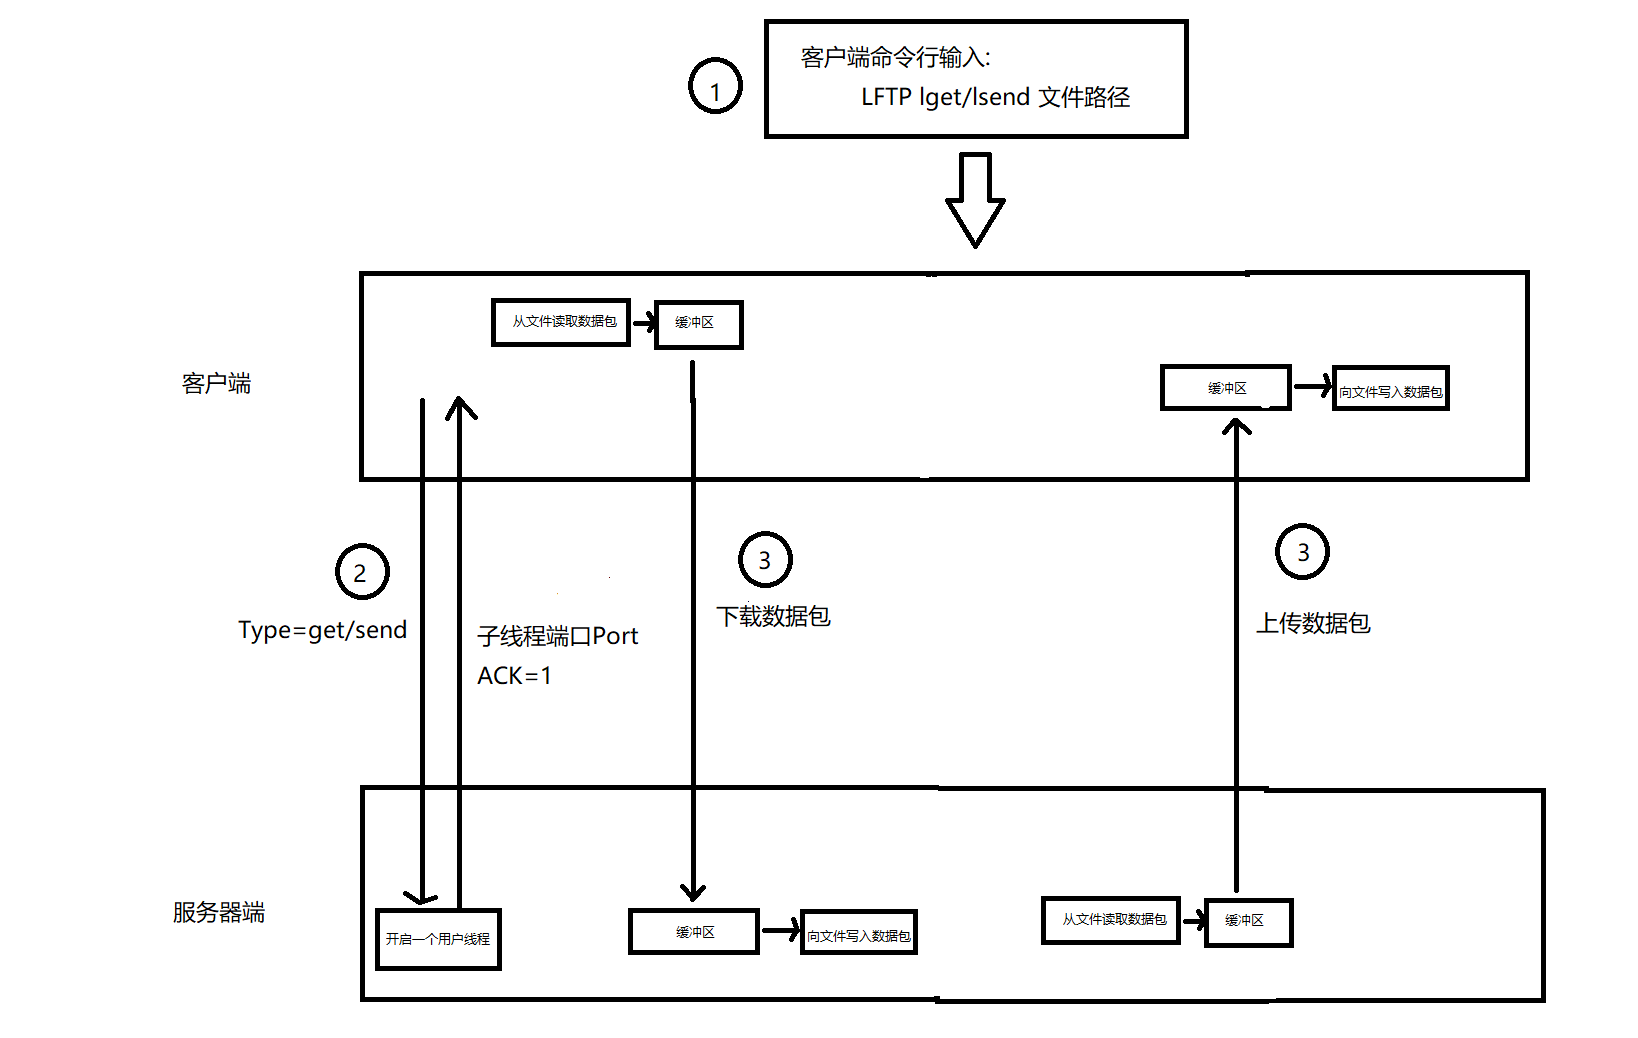 1
客户端命令行输入:
LFTP lget/lsend 文件路径
从文件读取数据包
缓冲区
客户端
缓冲区
向文件写入数据包
2
Type=get/send
子线程端口Port
ACK=1
3
下载数据包
3
上传数据包
服务器端
开启一个用户线程
缓冲区
向文件写入数据包
从文件读取数据包
缓冲区